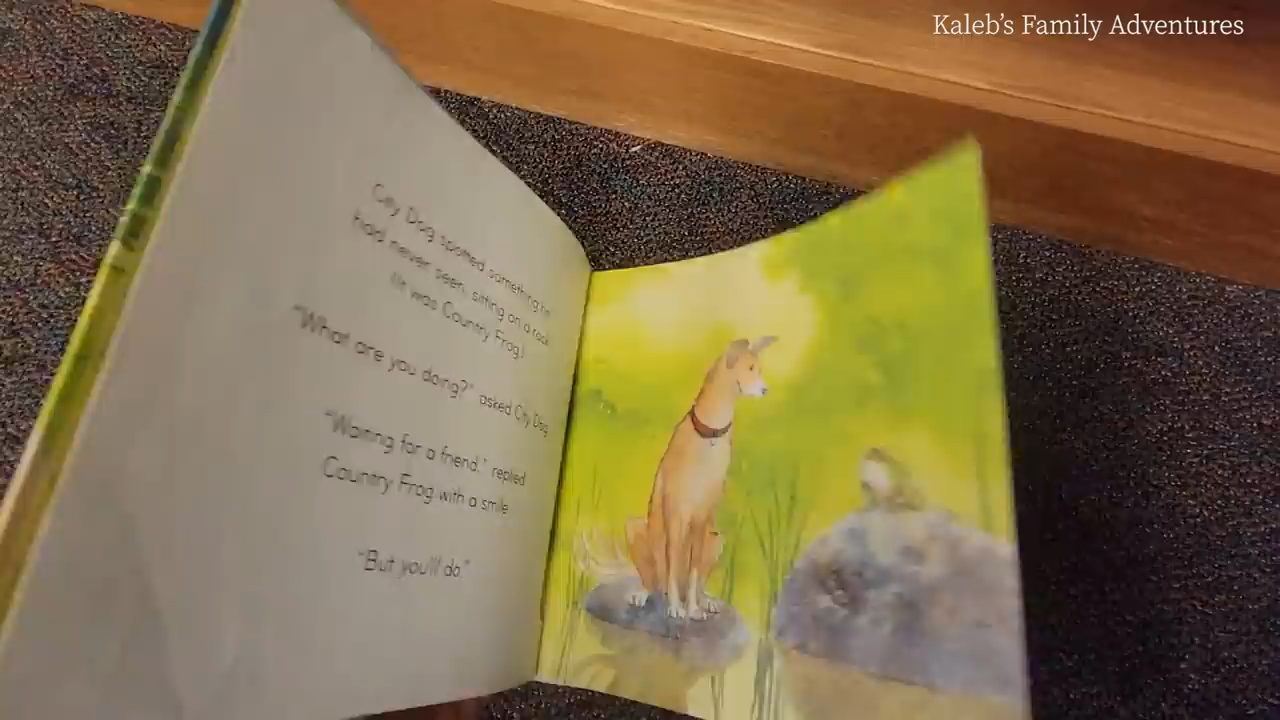 Kaleb's Family Adventures
City Dog spotted something he
had never seen, sitting on a rock.
(It was Country Frog.)
"What are you doing?" asked City Dog.
"Waiting for a friend," replied
Country Frog with a smile.
"But you'll do."